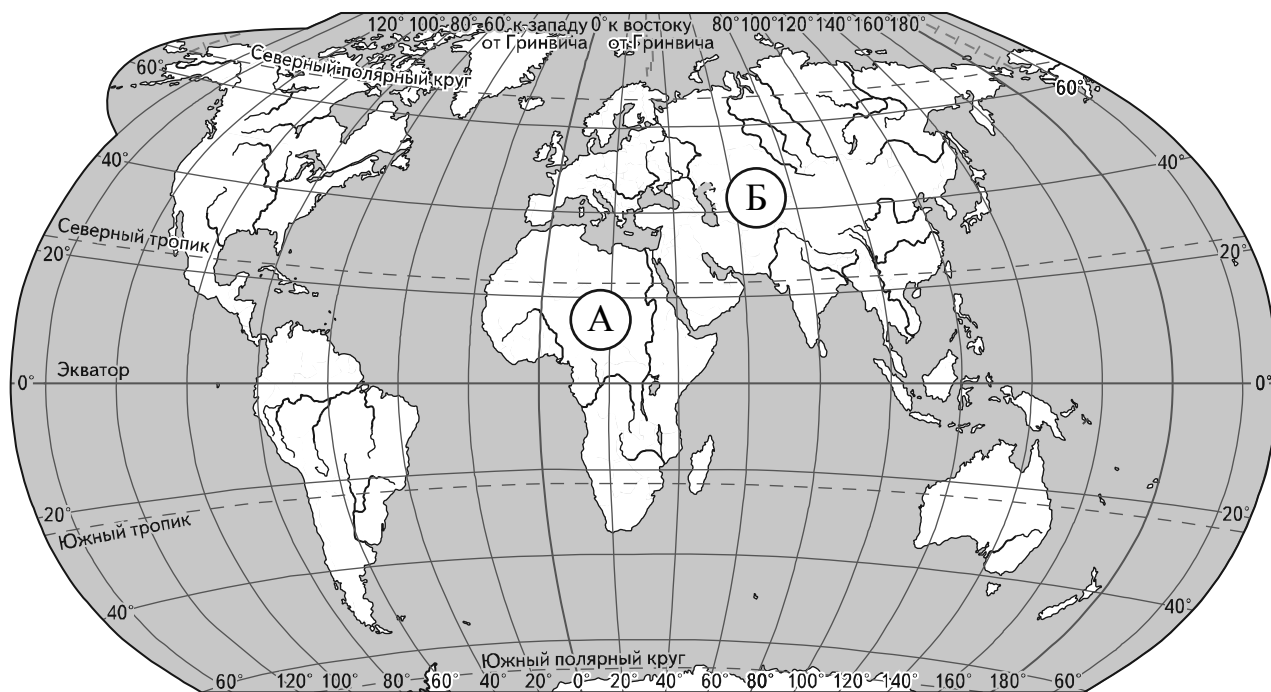 120° 100° 80° 60° к западу 0° к востоку 80° 100° 120° 140° 160° 180°
от Гринвича от Гринвича
Северный полярный круг
60° 60°
40° 40°
Б
Северный тропик
20° 20°
А
Экватор
0° 0°
20° 20°
Южный тропик
40° 40°
Южный полярный круг
60° 120° 100° 80° 60° 40° 20° 0° 20° 40° 60° 80° 100° 120° 140° 160° 180° 60°